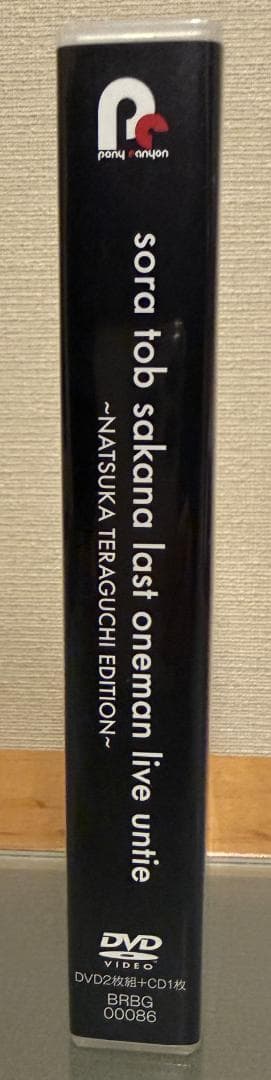 pony canyon
sora tob sakana last oneman live untie
~NATSUKA TERAGUCHI EDITION~
DVD
VIDEO
DVD2枚組+CD1枚
BRBG
00086